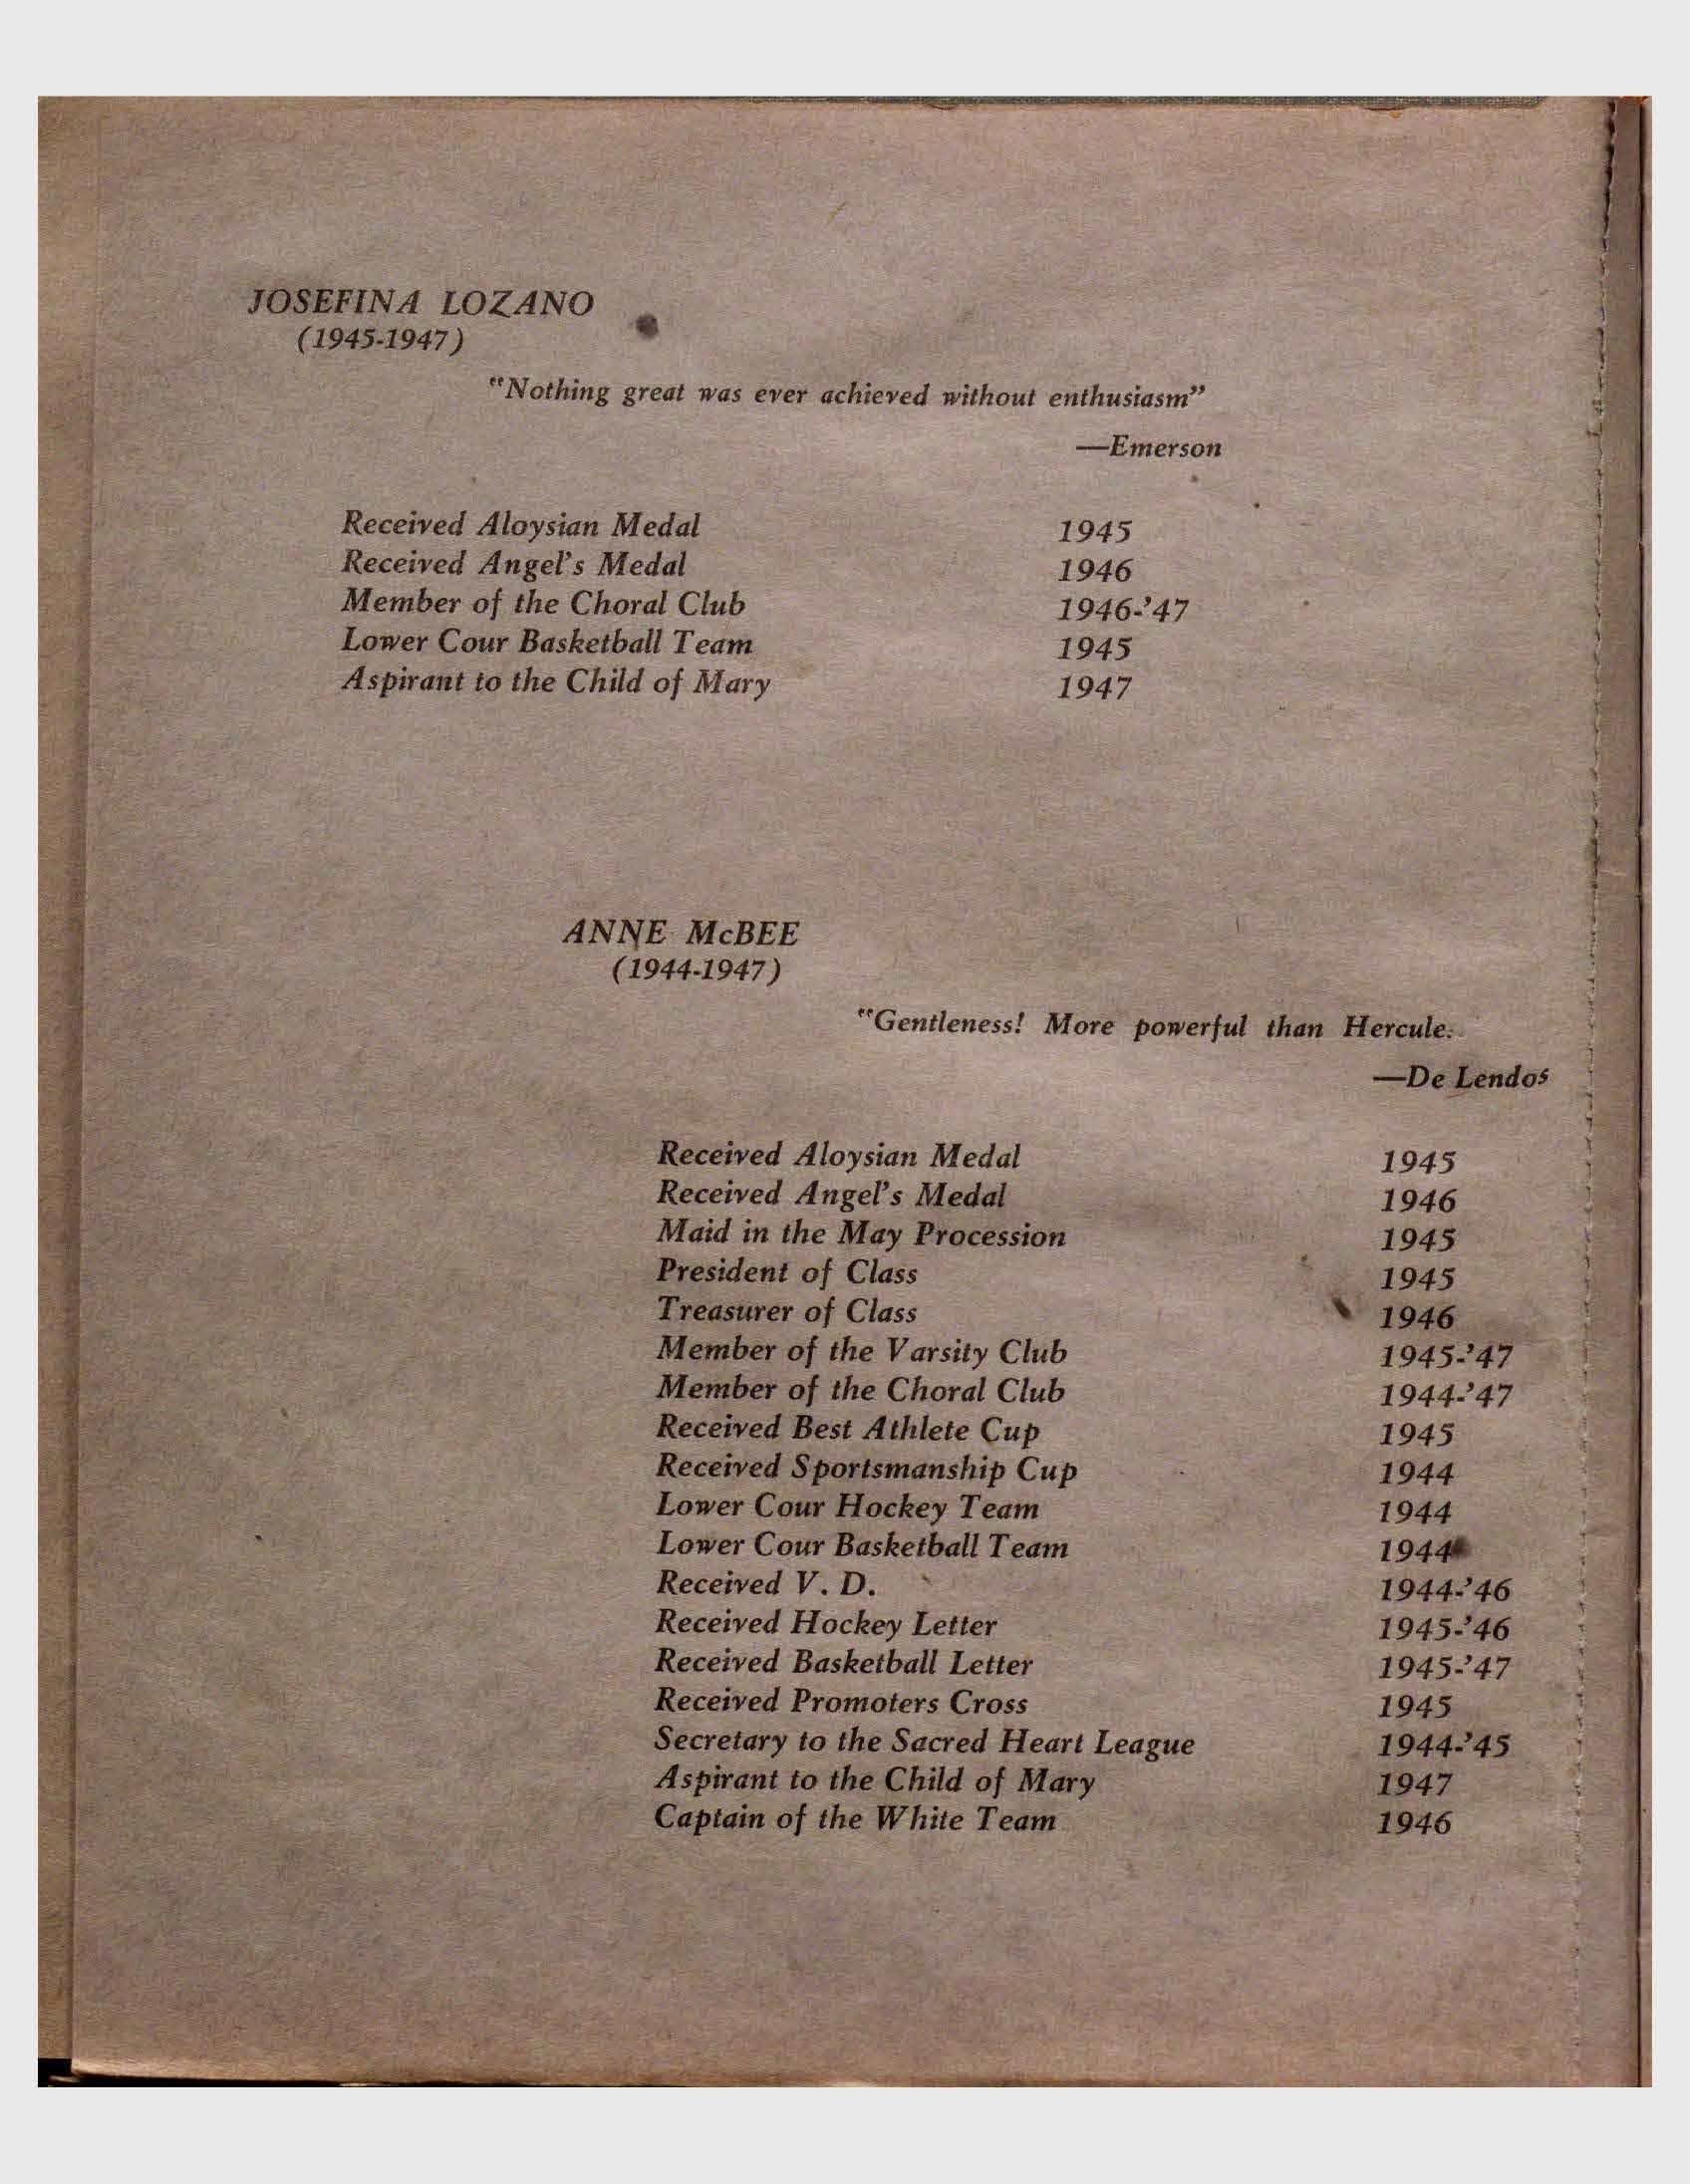 JOSEFINA LOZANO
(1945-1947)
"Nothing great was ever achieved without enthusiasm"
—Emerson
Received Aloysian Medal 1945
Received Angel's Medal 1946
Member of the Choral Club 1946-'47
Lower Cour Basketball Team 1945
Aspirant to the Child of Mary 1947
ANNE McBEE
(1944-1947)
"Gentleness! More powerful than Hercule.
—De Lendos
Received Aloysian Medal 1945
Received Angel's Medal 1946
Maid in the May Procession 1945
President of Class 1945
Treasurer of Class 1946
Member of the Varsity Club 1945-'47
Member of the Choral Club 1944-'47
Received Best Athlete Cup 1945
Received Sportsmanship Cup 1944
Lower Cour Hockey Team 1944
Lower Cour Basketball Team 1944
Received V. D. 1944-'46
Received Hockey Letter 1945-'46
Received Basketball Letter 1945-'47
Received Promoters Cross 1945
Secretary to the Sacred Heart League 1944-'45
Aspirant to the Child of Mary 1947
Captain of the White Team 1946